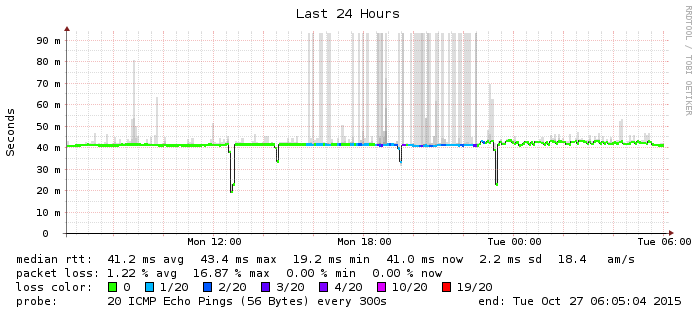 Last 24 Hours
RRDTOOL / TOBI OETIKER
Seconds
90 m
80 m
70 m
60 m
50 m
40 m
30 m
20 m
10 m
0
Mon 12:00 Mon 18:00 Tue 00:00 Tue 06:00
median rtt: 41.2 ms avg 43.4 ms max 19.2 ms min 41.0 ms now 2.2 ms sd 18.4 am/s
packet loss: 1.22 % avg 16.87 % max 0.00 % min 0.00 % now
loss color: 0 1/20 2/20 3/20 4/20 10/20 19/20
probe: 20 ICMP Echo Pings (56 Bytes) every 300s end: Tue Oct 27 06:05:04 2015